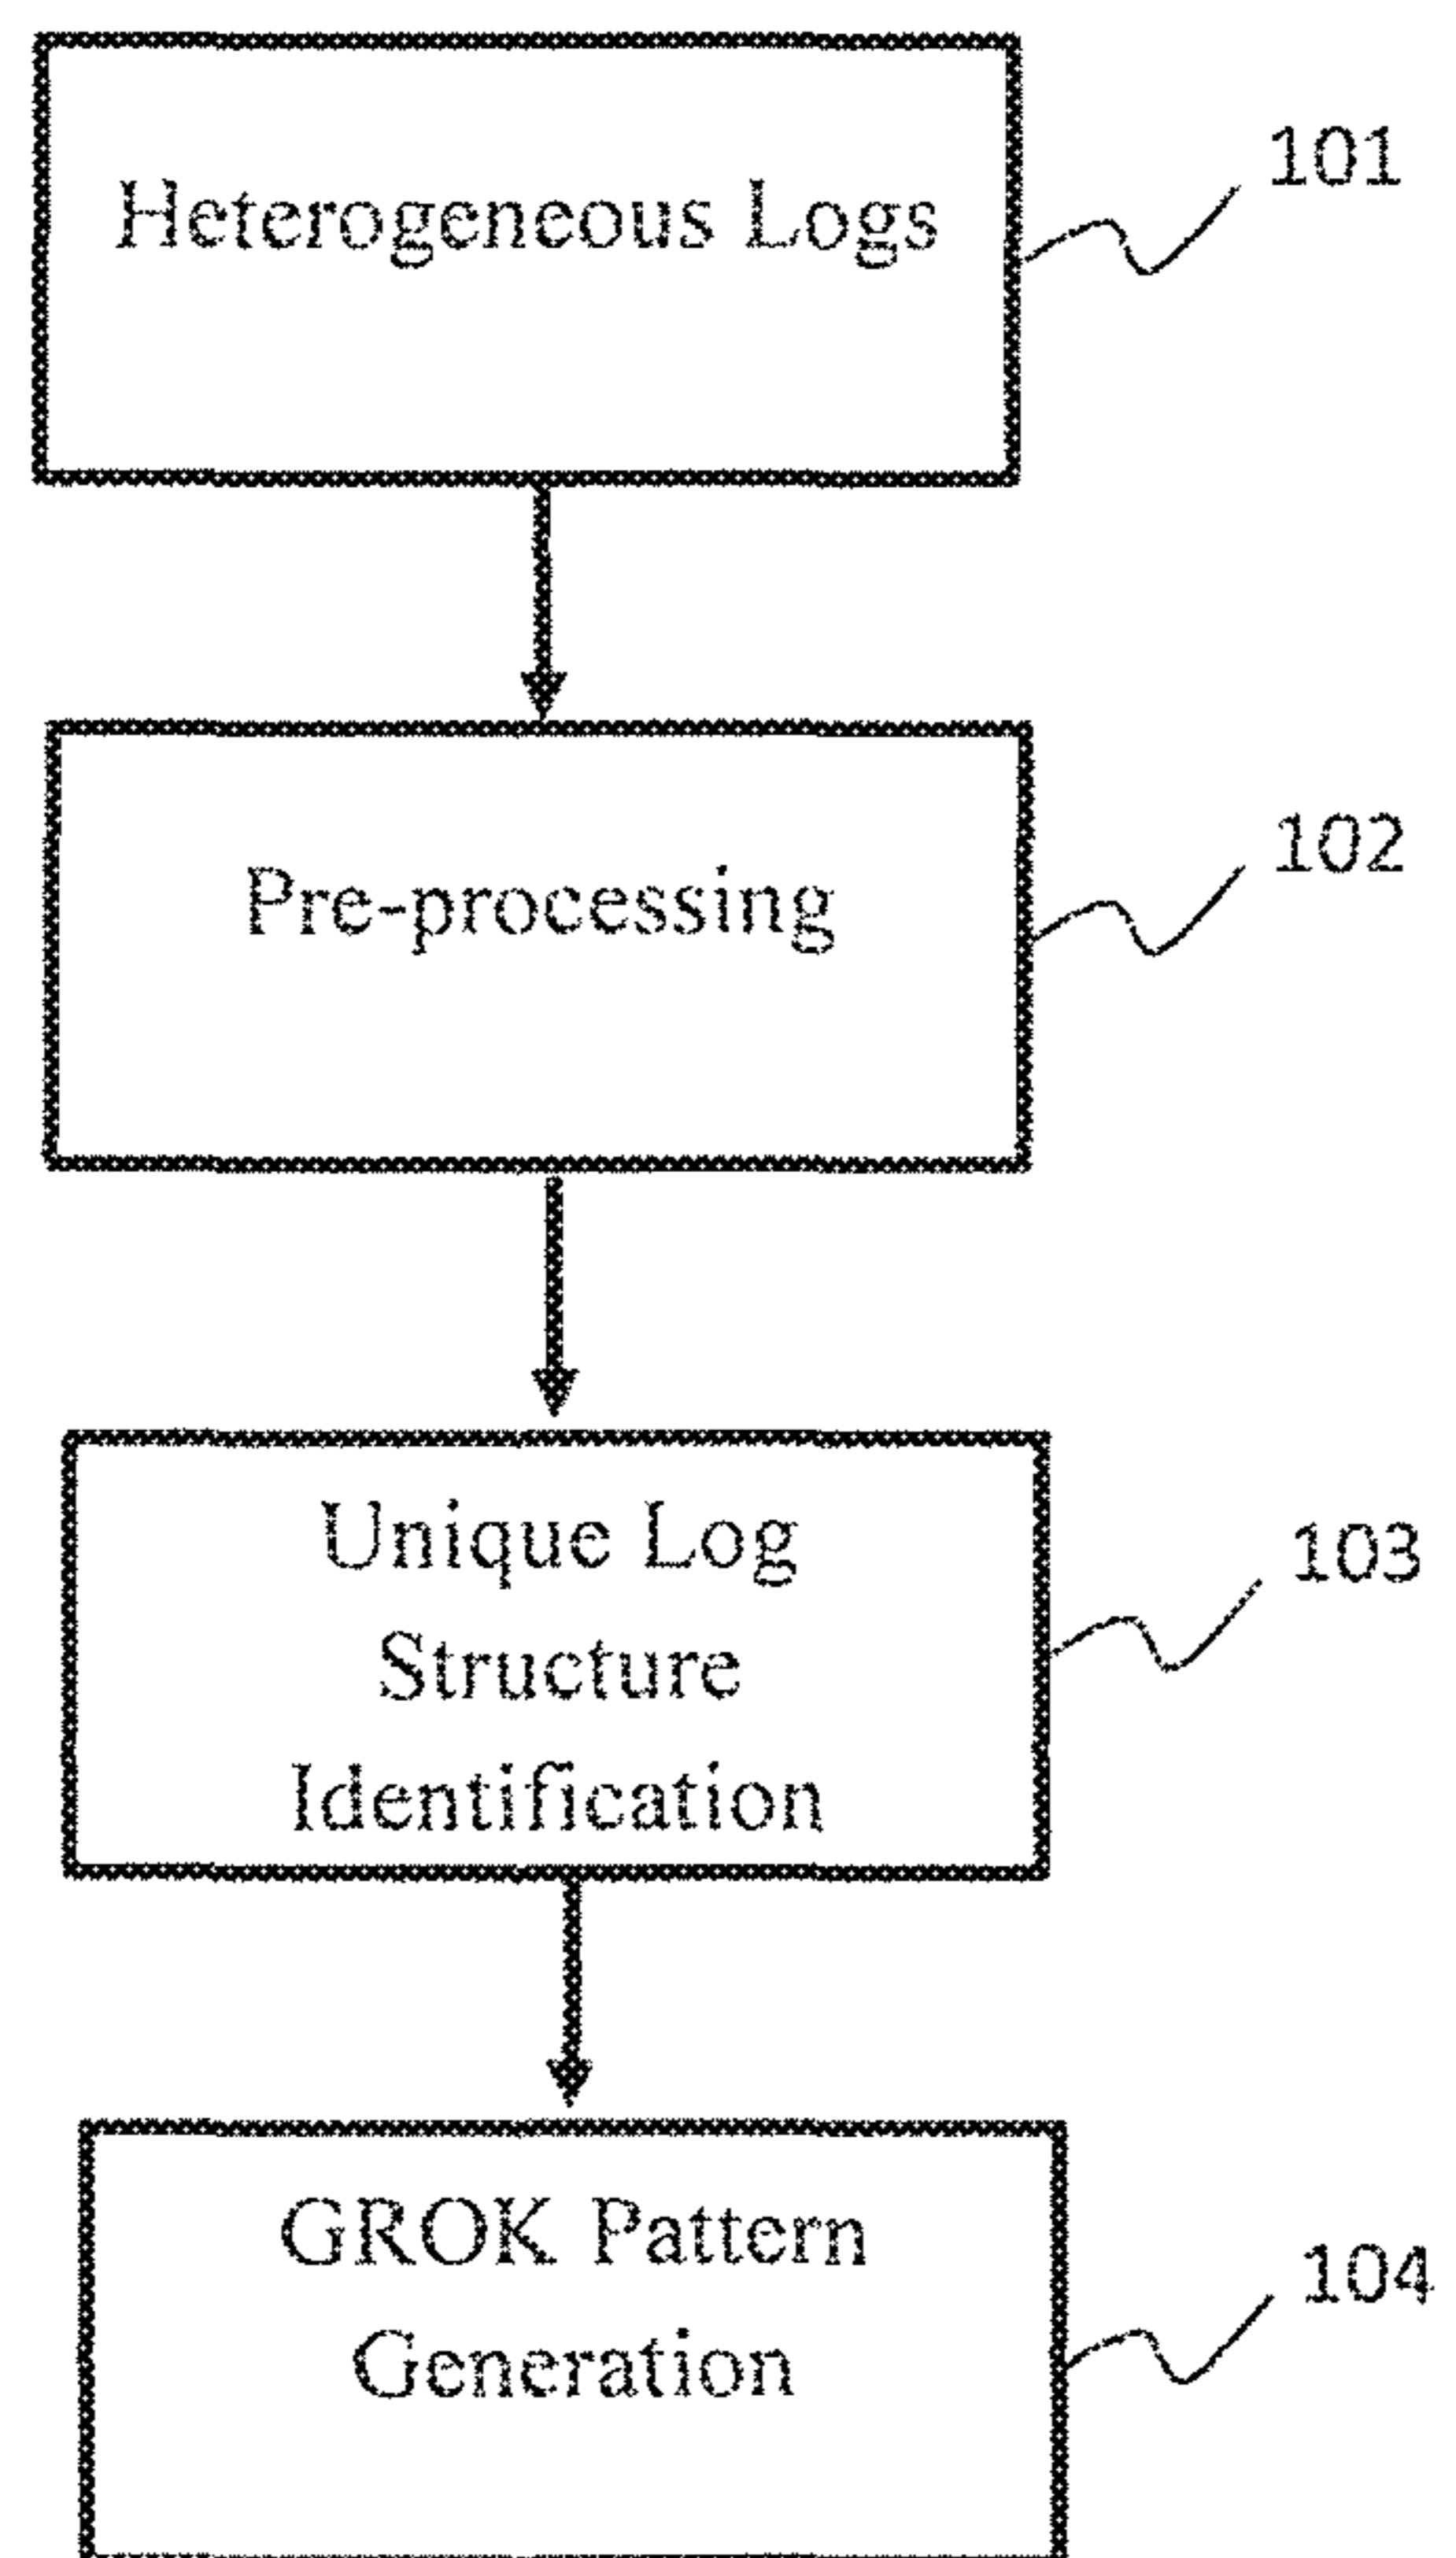 Heterogeneous Logs
101
Pre-processing
102
Unique Log
Structure
Identification
103
GROK Pattern
Generation
104